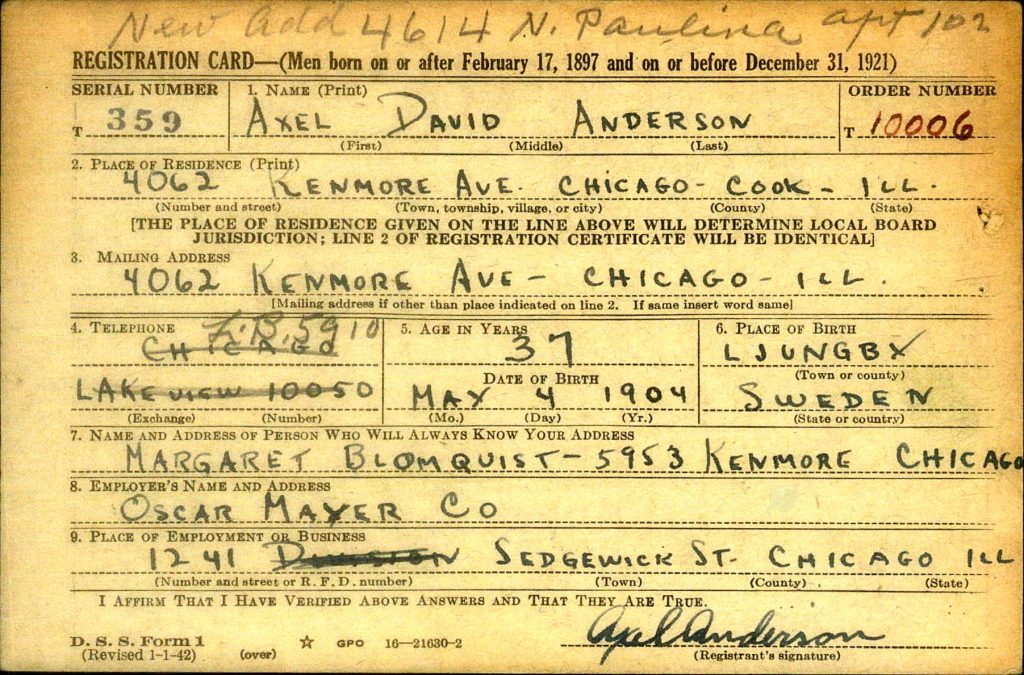 New Add 4614 N. Paulina apt 102
REGISTRATION CARD—(Men born on or after February 17, 1897 and on or before December 31, 1921)
SERIAL NUMBER 1. NAME (Print) ORDER NUMBER
T 359 AXEL DAVID ANDERSON T 10006
(First) (Middle) (Last)
2. PLACE OF RESIDENCE (Print)
4062 KENMORE AVE. CHICAGO - COOK - ILL.
(Number and street) (Town, township, village, or city) (County) (State)
[THE PLACE OF RESIDENCE GIVEN ON THE LINE ABOVE WILL DETERMINE LOCAL BOARD
JURISDICTION; LINE 2 OF REGISTRATION CERTIFICATE WILL BE IDENTICAL]
3. MAILING ADDRESS
4062 KENMORE AVE - CHICAGO - ILL.
[Mailing address if other than place indicated on line 2. If same insert word same]
4. TELEPHONE L.B. 5910 5. AGE IN YEARS 6. PLACE OF BIRTH
CHICAGO 37 LJUNGBY
DATE OF BIRTH (Town or county)
LAKEVIEW 10050 MAY 4 1904 SWEDEN
(Exchange) (Number) (Mo.) (Day) (Yr.) (State or country)
7. NAME AND ADDRESS OF PERSON WHO WILL ALWAYS KNOW YOUR ADDRESS
MARGARET BLOMQUIST - 5953 KENMORE CHICAGO
8. EMPLOYER'S NAME AND ADDRESS
OSCAR MAYER CO
9. PLACE OF EMPLOYMENT OR BUSINESS
1241 DIVISION SEDGEWICK ST. CHICAGO ILL
(Number and street or R. F. D. number) (Town) (County) (State)
I AFFIRM THAT I HAVE VERIFIED ABOVE ANSWERS AND THAT THEY ARE TRUE.
Axel Anderson
D. S. S. Form 1 ☆ GPO 16—21630-2
(Revised 1-1-42) (over) (Registrant's signature)